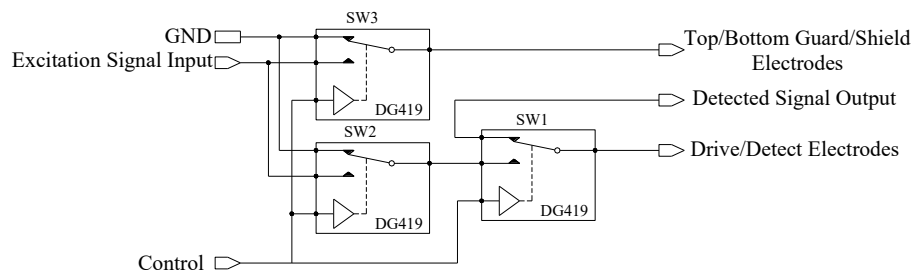 SW3
GND
Excitation Signal Input
DG419
Top/Bottom Guard/Shield
Electrodes
Detected Signal Output
SW2
SW1
Drive/Detect Electrodes
DG419
DG419
Control